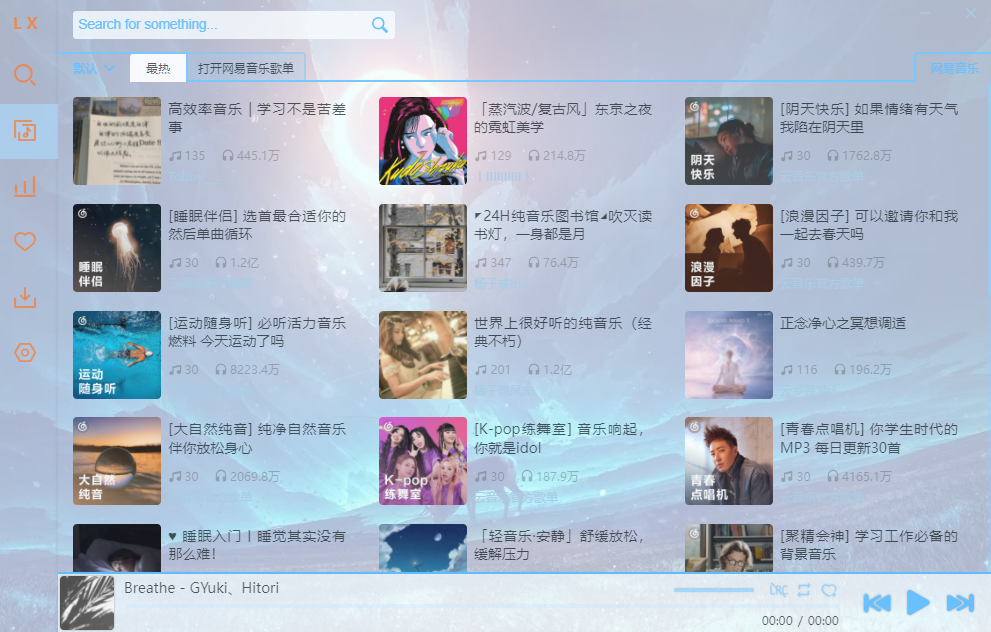 L X
Search for something...
默认
最热
打开网易音乐歌单
网易音乐
高效率音乐 | 学习不是苦差
事
135 445.1万
「蒸汽波/复古风」东京之夜
的霓虹美学
129 214.8万
阴天
快乐
[阴天快乐] 如果情绪有天气
我陷在阴天里
30 1762.8万
睡眠
伴侣
[睡眠伴侣] 选首最合适你的
然后单曲循环
30 1.2亿
◤24H纯音乐图书馆◢吹灭读
书灯，一身都是月
347 76.4万
浪漫
因子
[浪漫因子] 可以邀请你和我
一起去春天吗
30 439.7万
运动
随身听
[运动随身听] 必听活力音乐
燃料 今天运动了吗
30 8223.4万
世界上很好听的纯音乐（经
典不朽）
201 1.2亿
正念净心之冥想调适
116 196.2万
大自然
纯音
[大自然纯音] 纯净自然音乐
伴你放松身心
30 2069.8万
K-pop
练舞室
[K-pop练舞室] 音乐响起，
你就是idol
30 187.9万
青春
点唱机
[青春点唱机] 你学生时代的
MP3 每日更新30首
30 4165.1万
♥ 睡眠入门丨睡觉其实没有
那么难！
「轻音乐·安静」舒缓放松，
缓解压力
[聚精会神] 学习工作必备的
背景音乐
Breathe - GYuki、Hitori
LRC
00:00 / 00:00